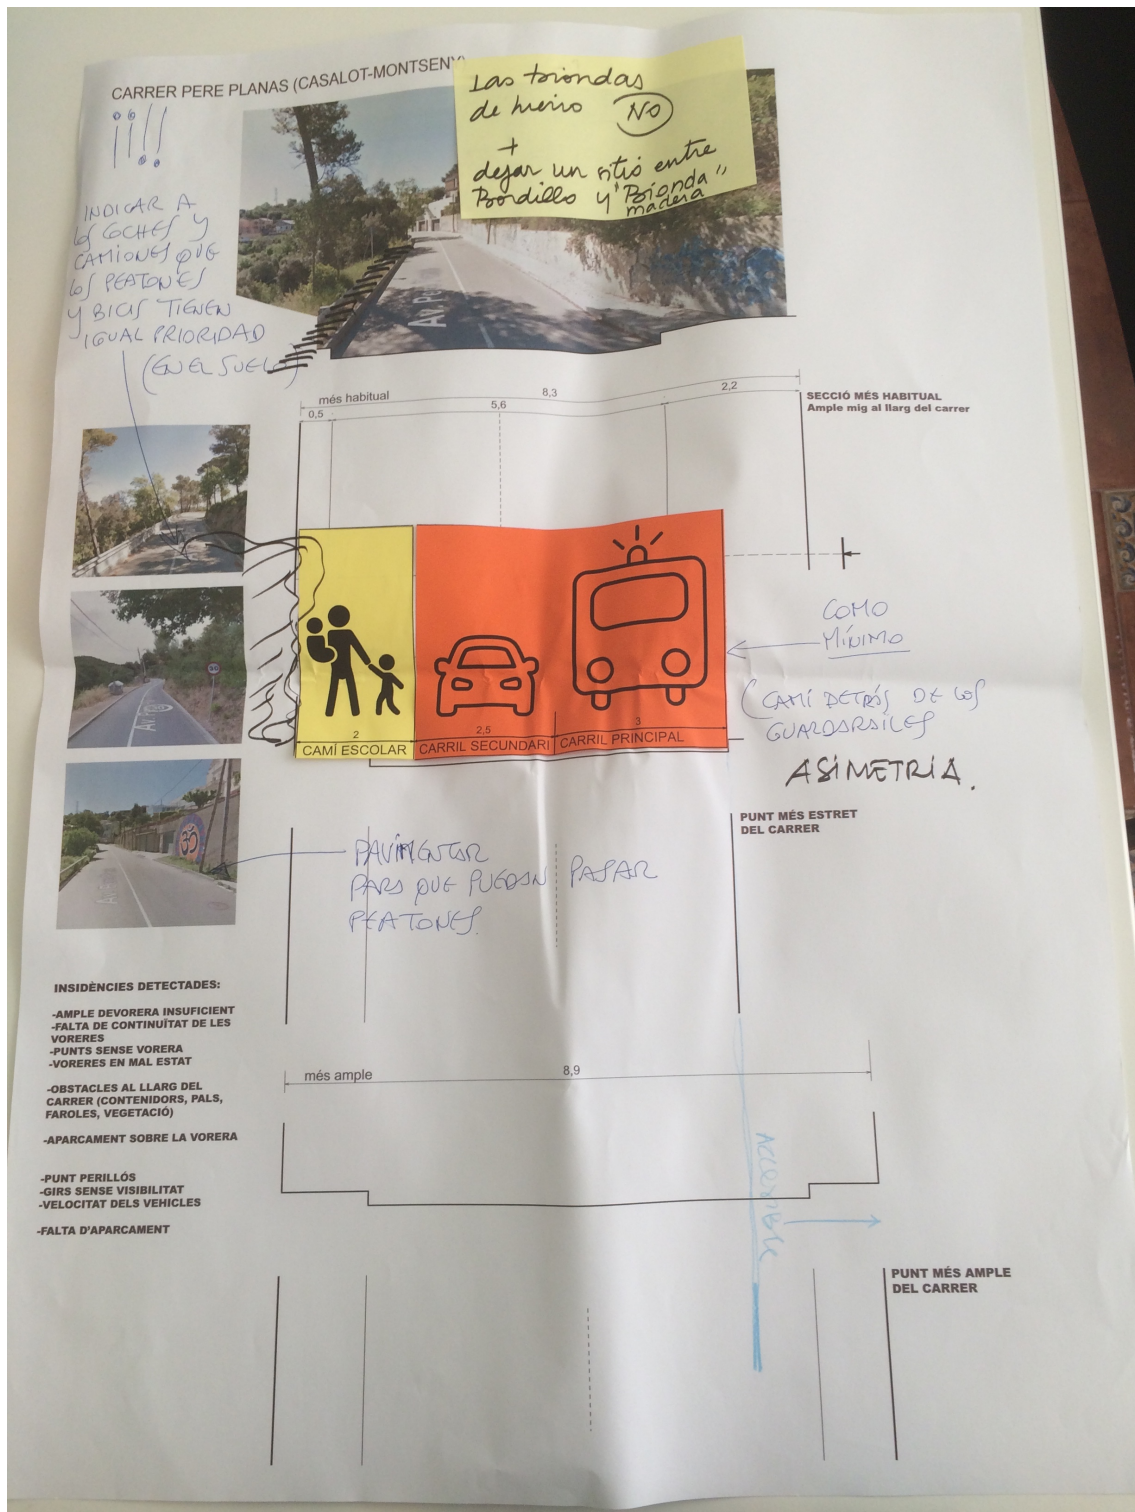 CARRER PERE PLANAS (CASALOT-MONTSENY)
Las biondas
de hierro NO
+
dejar un sitio entre
Bordillo y "Bionda"
madera
¡¡!!
INDICAR A
LOS COCHES Y
CAMIONES QUE
LOS PEATONES
Y BICIS TIENEN
IGUAL PRIORIDAD
(EN EL SUELO)
Av P
més habitual
8,3
0,5
5,6
2,2
SECCIÓ MÉS HABITUAL
Ample mig al llarg del carrer
COMO
MÍNIMO
(CAMÍ DETRÁS DE LOS
GUARDARAILES
ASIMETRÍA.
2
2,5
3
CAMÍ ESCOLAR
CARRIL SECUNDARI
CARRIL PRINCIPAL
PUNT MÉS ESTRET
DEL CARRER
PAVIMENTAR
PARA QUE PUEDAN PASAR
PEATONES.
INSIDÈNCIES DETECTADES:
-AMPLE DEVORERA INSUFICIENT
-FALTA DE CONTINUÏTAT DE LES
VORERES
-PUNTS SENSE VORERA
-VORERES EN MAL ESTAT
-OBSTACLES AL LLARG DEL
CARRER (CONTENIDORS, PALS,
FAROLES, VEGETACIÓ)
-APARCAMENT SOBRE LA VORERA
-PUNT PERILLÓS
-GIRS SENSE VISIBILITAT
-VELOCITAT DELS VEHICLES
-FALTA D'APARCAMENT
més ample
8,9
ACCESIBLE
PUNT MÉS AMPLE
DEL CARRER